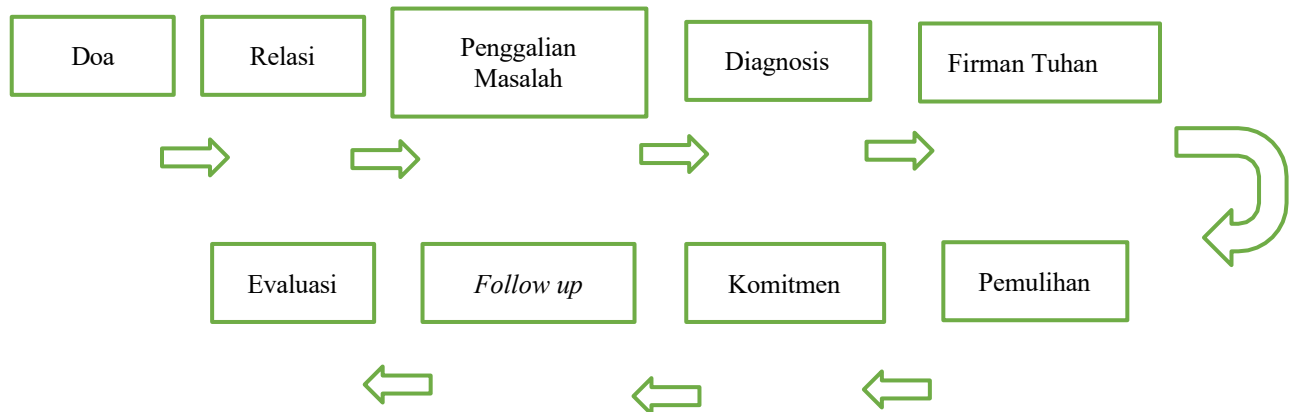 Doa
Relasi
Penggalian
Masalah
Diagnosis
Firman Tuhan
Evaluasi
Follow up
Komitmen
Pemulihan